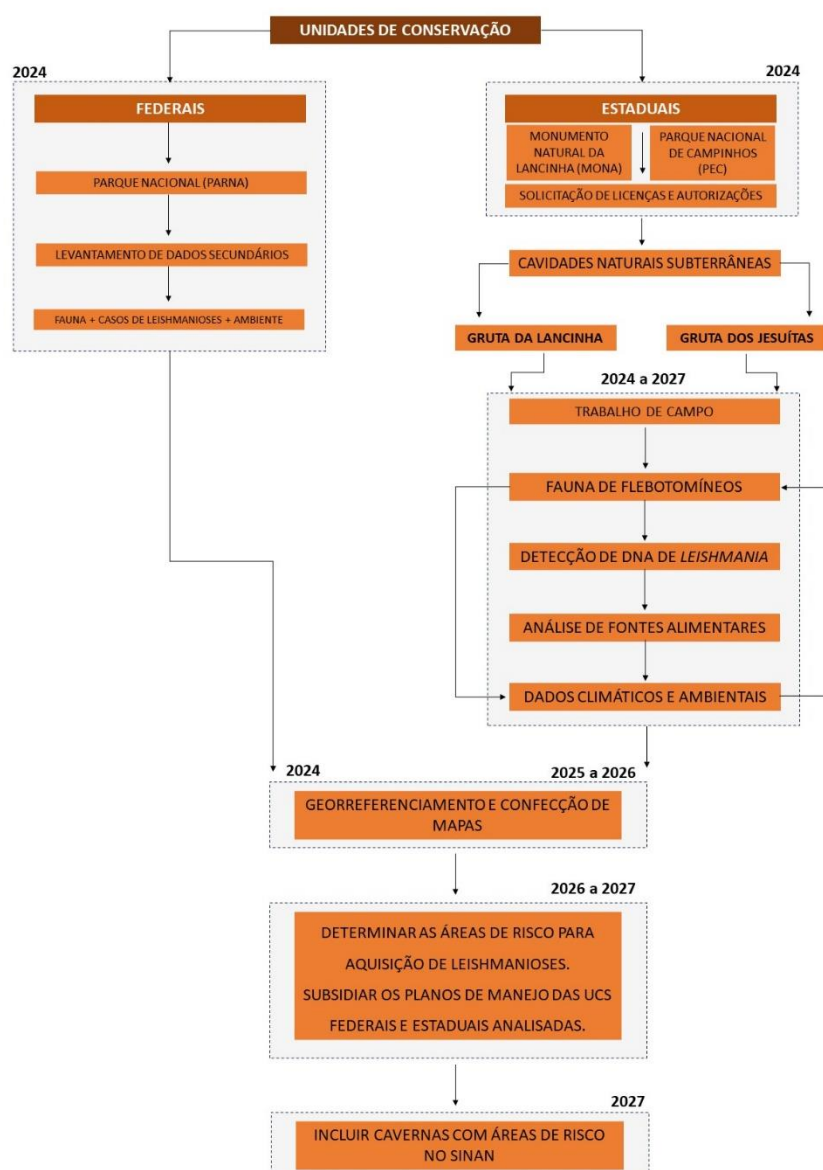 UNIDADES DE CONSERVAÇÃO
2024
FEDERAIS
PARQUE NACIONAL (PARNA)
LEVANTAMENTO DE DADOS SECUNDÁRIOS
FAUNA + CASOS DE LEISHMANIOSES + AMBIENTE
2024
ESTADUAIS
MONUMENTO
NATURAL DA
LANCINHA (MONA)
PARQUE NACIONAL
DE CAMPINHOS
(PEC)
SOLICITAÇÃO DE LICENÇAS E AUTORIZAÇÕES
CAVIDADES NATURAIS SUBTERRÂNEAS
GRUTA DA LANCINHA
GRUTA DOS JESUÍTAS
2024 a 2027
TRABALHO DE CAMPO
FAUNA DE FLEBOTOMÍNEOS
DETECÇÃO DE DNA DE LEISHMANIA
ANÁLISE DE FONTES ALIMENTARES
DADOS CLIMÁTICOS E AMBIENTAIS
2024
2025 a 2026
GEORREFERENCIAMENTO E CONFECÇÃO DE
MAPAS
2026 a 2027
DETERMINAR AS ÁREAS DE RISCO PARA
AQUISIÇÃO DE LEISHMANIOSES.
SUBSIDIAR OS PLANOS DE MANEJO DAS UCS
FEDERAIS E ESTADUAIS ANALISADAS.
2027
INCLUIR CAVERNAS COM ÁREAS DE RISCO
NO SINAN